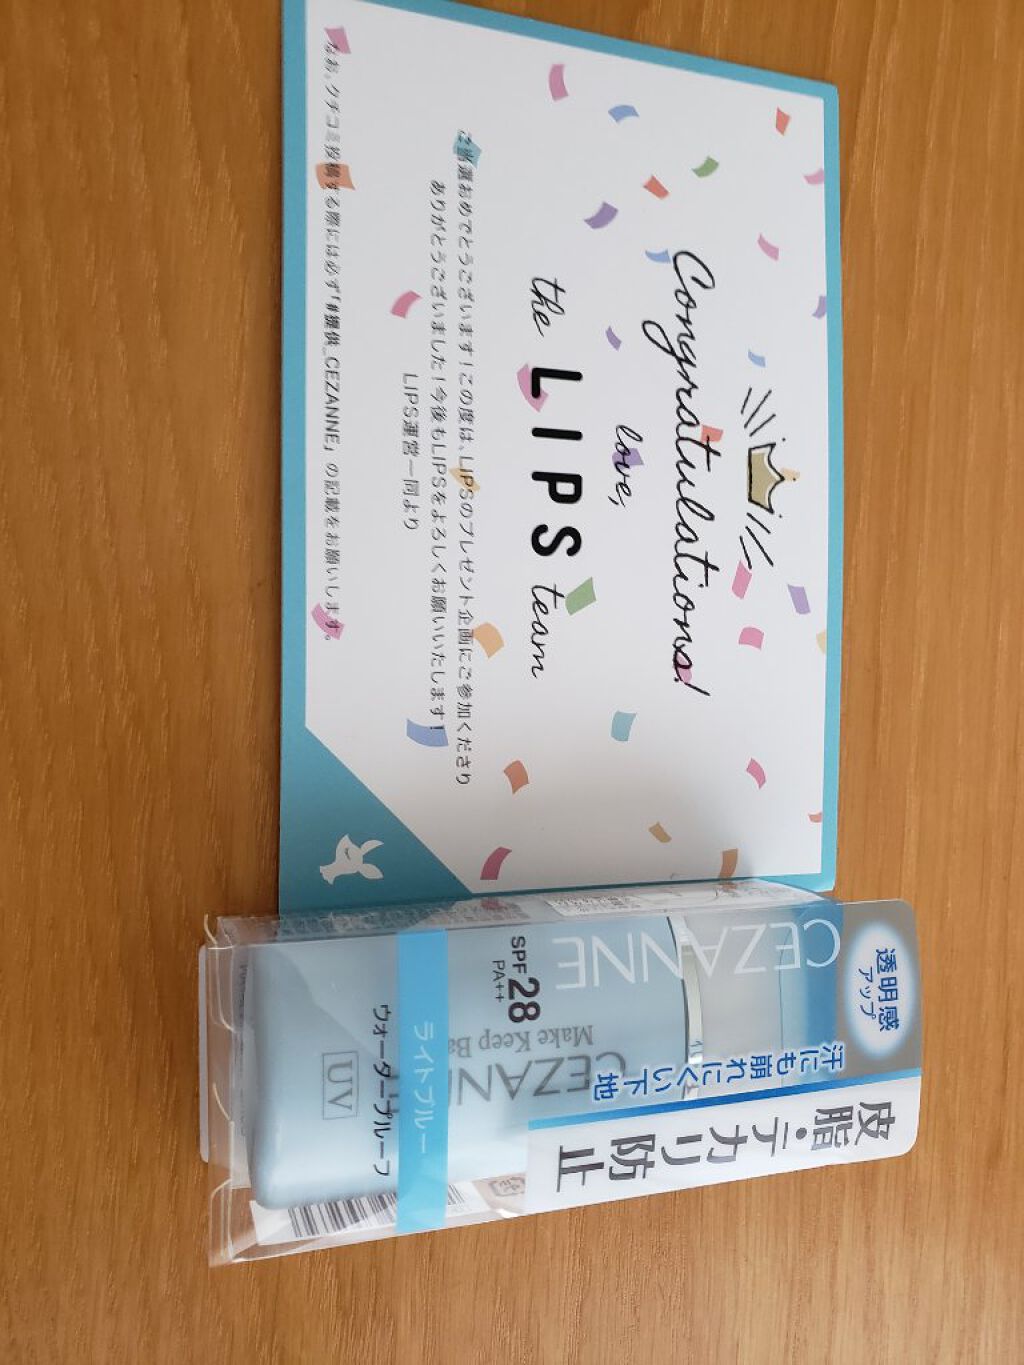 Congratulations!
love,
the LIPS team
ご当選おめでとうございます！この度は、LIPSのプレゼント企画にご参加くださり
ありがとうございました！今後もLIPSをよろしくお願いいたします！
LIPS運営一同より
なお、クチコミ投稿する際には必ず「#提供_CEZANNE」の記載をお願いします。
透明感
アップ
皮脂・テカリ防止
汗にも崩れにくい下地
CEZANNE
CEZANNE
Make Keep Ba
SPF28
PA++
ライトブルー
ウォータープルーフ
UV